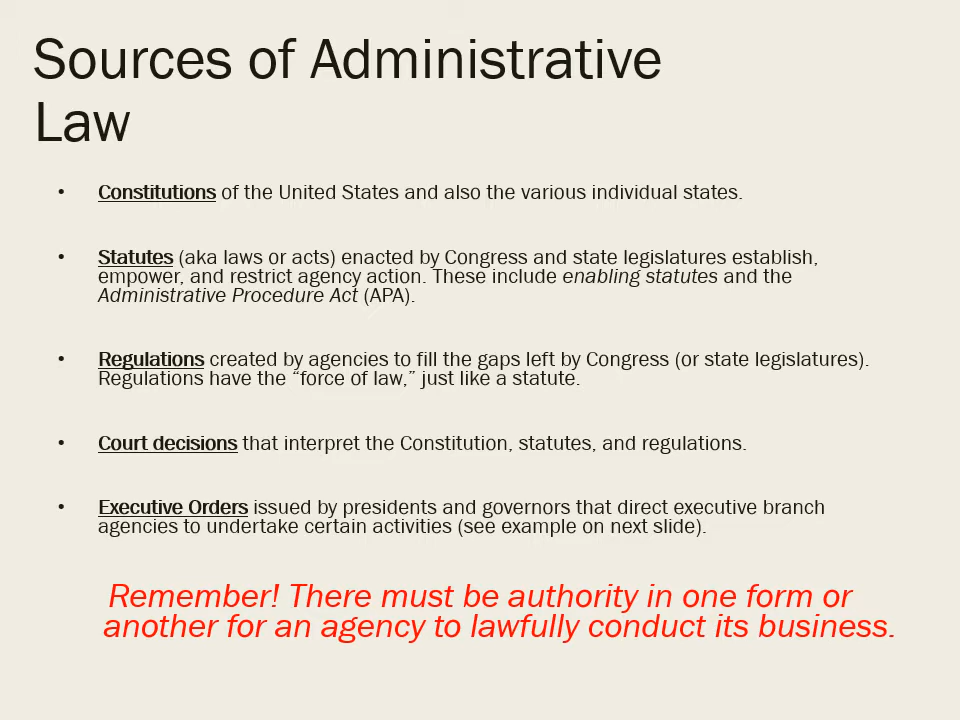 Sources of Administrative
Law
• Constitutions of the United States and also the various individual states.
• Statutes (aka laws or acts) enacted by Congress and state legislatures establish,
empower, and restrict agency action. These include enabling statutes and the
Administrative Procedure Act (APA).
• Regulations created by agencies to fill the gaps left by Congress (or state legislatures).
Regulations have the “force of law,” just like a statute.
• Court decisions that interpret the Constitution, statutes, and regulations.
• Executive Orders issued by presidents and governors that direct executive branch
agencies to undertake certain activities (see example on next slide).
Remember! There must be authority in one form or
another for an agency to lawfully conduct its business.